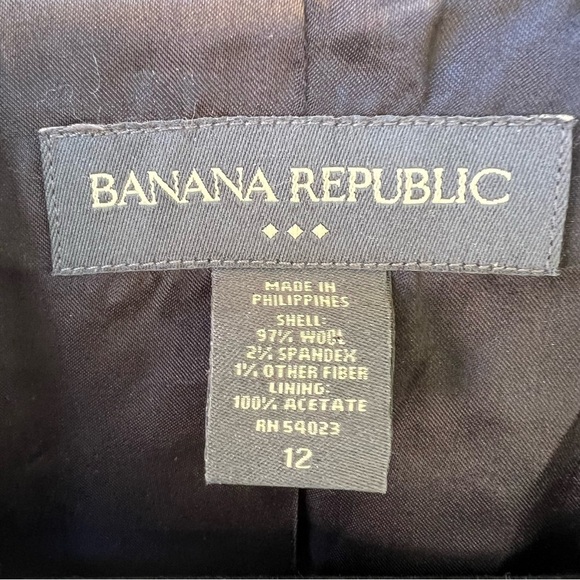 BANANA REPUBLIC
MADE IN
PHILIPPINES
SHELL:
97% WOOL
2% SPANDEX
1% OTHER FIBER
LINING:
100% ACETATE
RN 54023
12